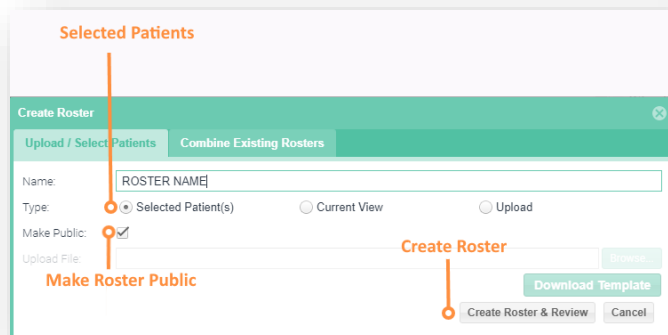 Selected Patients
Create Roster
Upload / Select Patients Combine Existing Rosters
Name: ROSTER NAME
Type: Selected Patient(s) Current View Upload
Make Public:
Create Roster
Upload File: Browse...
Make Roster Public
Download Template
Create Roster & Review Cancel